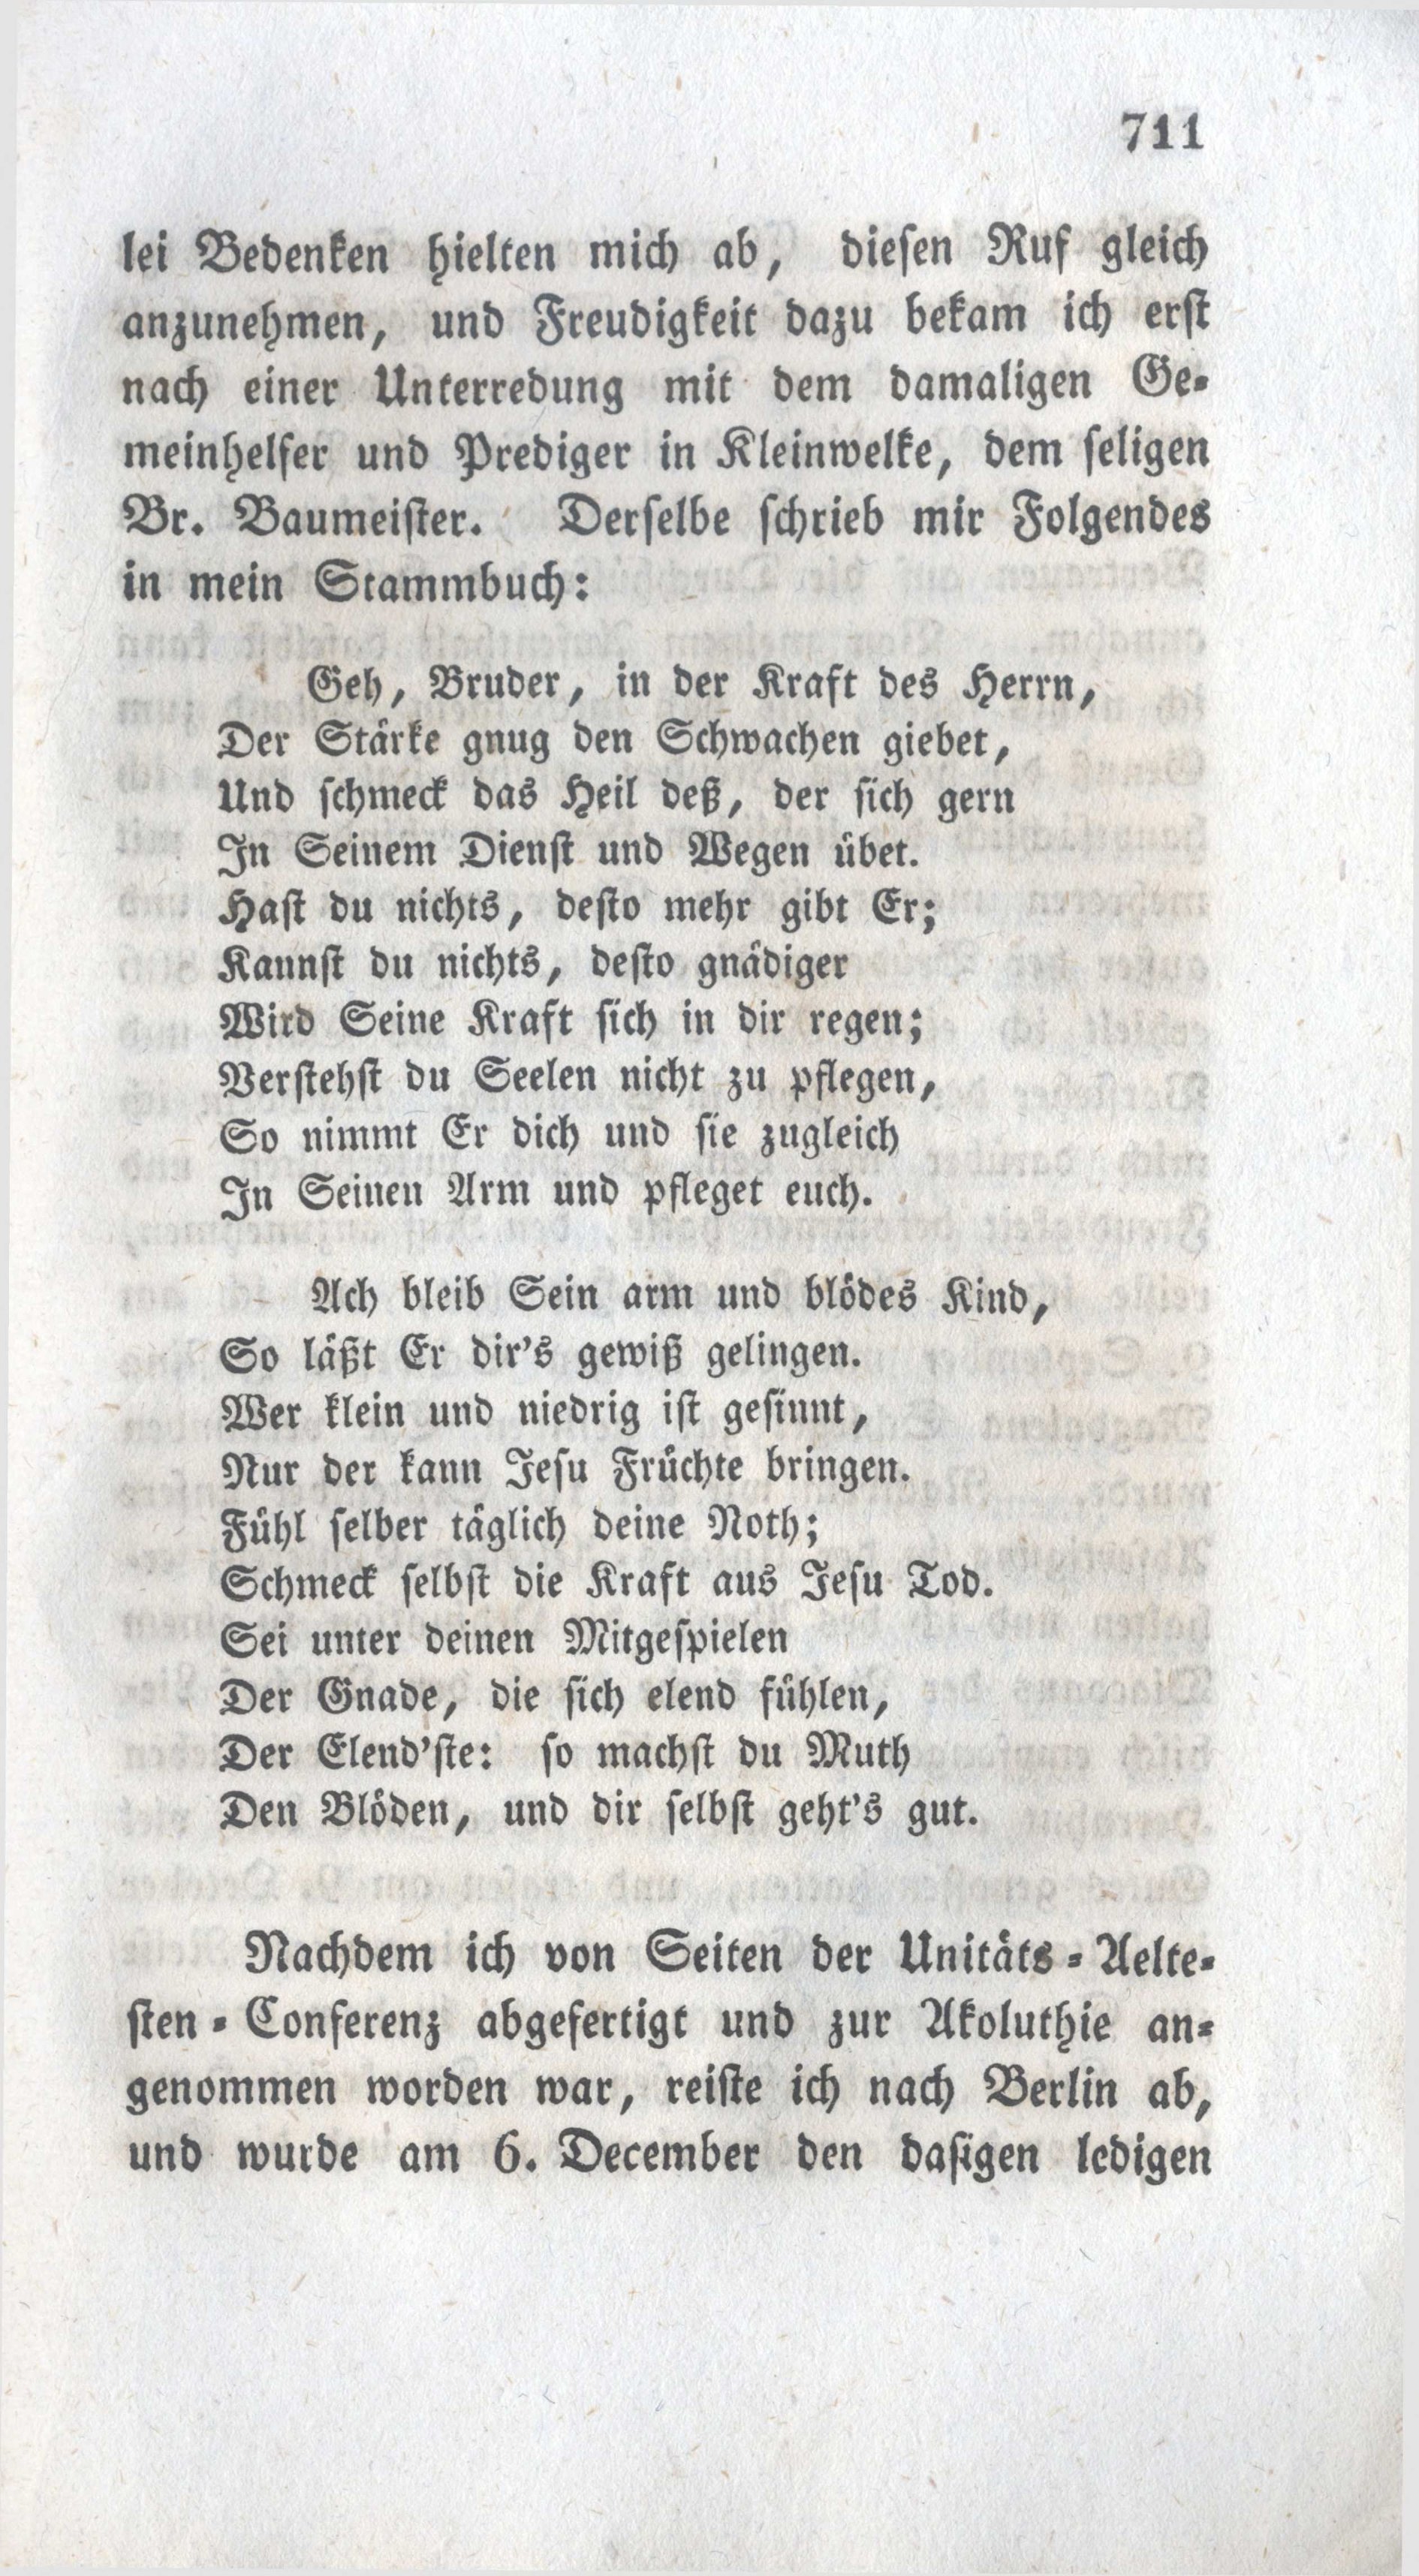 711
lei Bedenken hielten mich ab, diesen Ruf gleich
anzunehmen, und Freudigkeit dazu bekam ich erst
nach einer Unterredung mit dem damaligen Ge-
meinhelfer und Prediger in Kleinwelke, dem seligen
Br. Baumeister. Derselbe schrieb mir Folgendes
in mein Stammbuch:
Geh, Bruder, in der Kraft des Herrn,
Der Stärke gnug den Schwachen giebet,
Und schmeck das Heil deß, der sich gern
In Seinem Dienst und Wegen übet.
Hast du nichts, desto mehr gibt Er;
Kannst du nichts, desto gnädiger
Wird Seine Kraft sich in dir regen;
Verstehst du Seelen nicht zu pflegen,
So nimmt Er dich und sie zugleich
In Seinen Arm und pfleget euch.
Ach bleib Sein arm und blödes Kind,
So läßt Er dir's gewiß gelingen.
Wer klein und niedrig ist gesinnt,
Nur der kann Jesu Früchte bringen.
Fühl selber täglich deine Noth;
Schmeck selbst die Kraft aus Jesu Tod.
Sei unter deinen Mitgespielen
Der Gnade, die sich elend fühlen,
Der Elend'ste: so machst du Muth
Den Blöden, und dir selbst geht's gut.
Nachdem ich von Seiten der Unitäts-Aelte-
sten-Conferenz abgefertigt und zur Akoluthie an-
genommen worden war, reiste ich nach Berlin ab,
und wurde am 6. December den dasigen ledigen